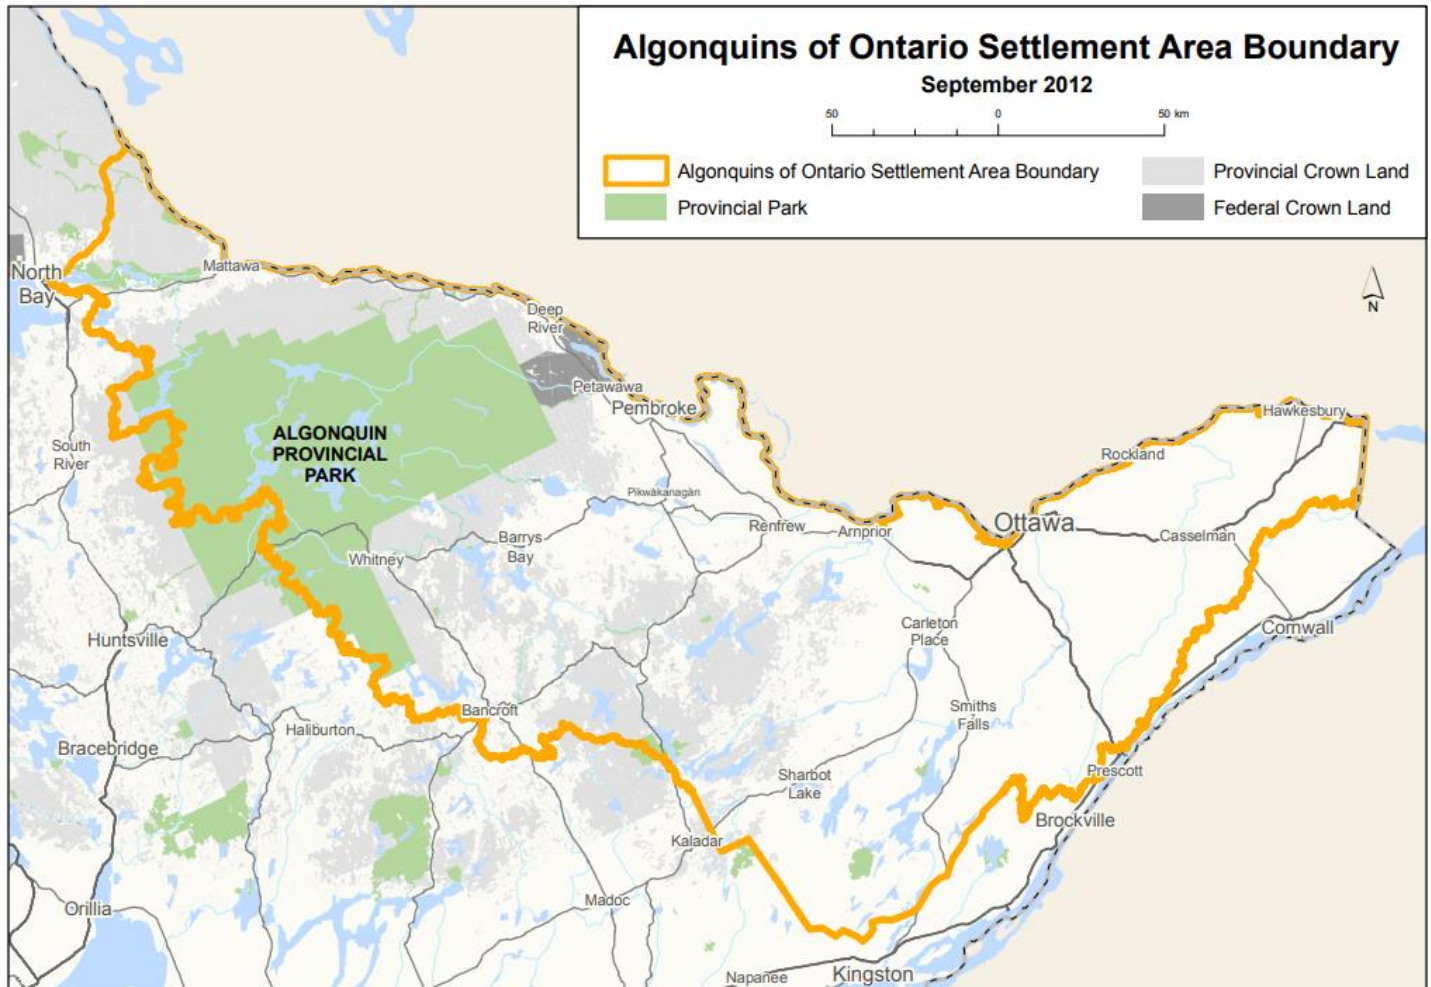 Algonquins of Ontario Settlement Area Boundary
September 2012
50 0 50 km
Algonquins of Ontario Settlement Area Boundary
Provincial Crown Land
Provincial Park
Federal Crown Land
N
North
Bay
Mattawa
Deep
River
Petawawa
Pembroke
ALGONQUIN
PROVINCIAL
PARK
South
River
Hawkesbury
Rockland
Pikwàkanagàn
Renfrew
Arnprior
Ottawa
Casselman
Barrys
Bay
Whitney
Huntsville
Carleton
Place
Cornwall
Bancroft
Smiths
Falls
Haliburton
Bracebridge
Sharbot
Lake
Prescott
Brockville
Kaladar
Madoc
Orillia
Napanee
Kingston